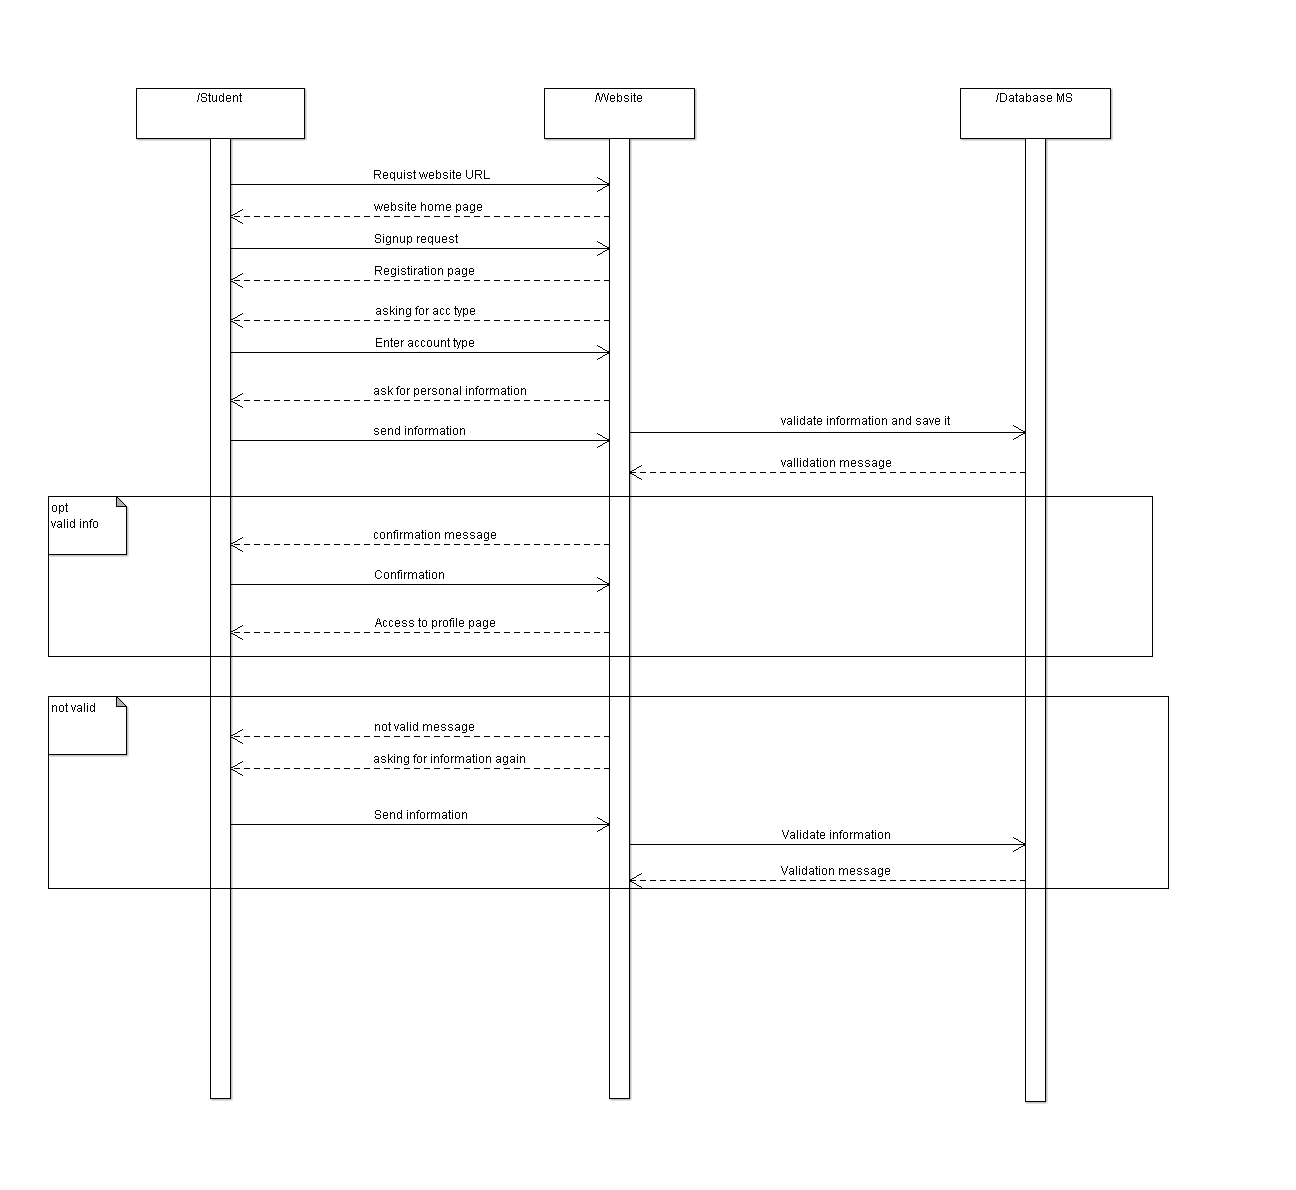 /Student
/Website
/Database MS
Requist website URL
website home page
Signup request
Registiration page
asking for acc type
Enter account type
ask for personal information
validate information and save it
send information
vallidation message
opt
valid info
confirmation message
Confirmation
Access to profile page
not valid
not valid message
asking for information again
Send information
Validate information
Validation message